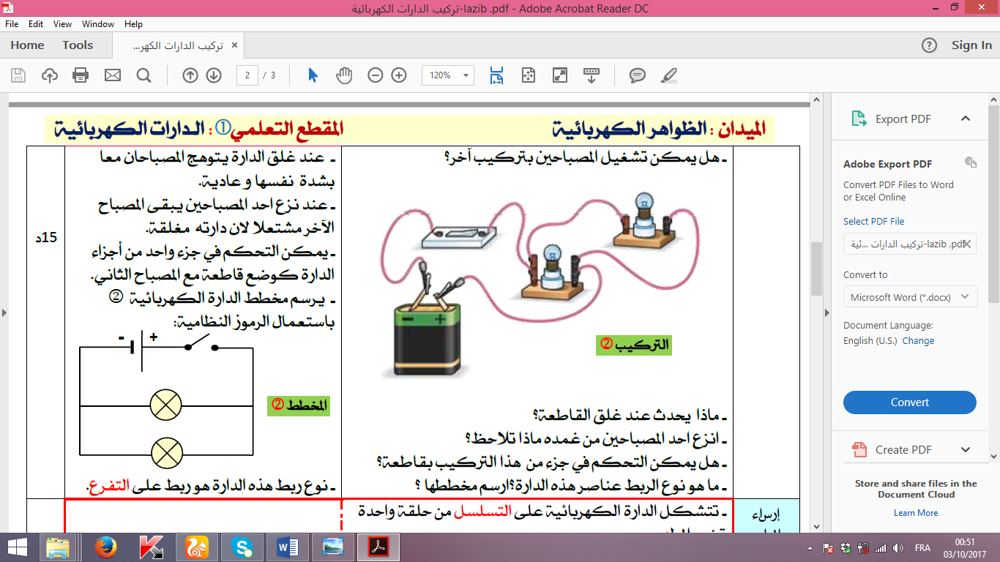 تركيب الدارات الكهربائية-lazib .pdf - Adobe Acrobat Reader DC
File Edit View Window Help
Home Tools تركيب الدارات الكهر... × Sign In
2 / 3 120%
الميدان : الظواهر الكهربائية المقطع التعلمي① : الدارات الكهربائية
ـ هل يمكن تشغيل المصباحين بتركيب آخر؟
التركيب ②
ـ ماذا يحدث عند غلق القاطعة؟
ـ انزع احد المصباحين من غمده ماذا تلاحظ؟
ـ هل يمكن التحكم في جزء من هذا التركيب بقاطعة؟
ـ ما هو نوع الربط عناصر هذه الدارة؟ارسم مخططها ؟
ـ عند غلق الدارة يتوهج المصباحان معا
بشدة نفسها و عادية.
ـ عند نزع احد المصباحين يبقى المصباح
الآخر مشتعلا لان دارته مغلقة.
ـ يمكن التحكم في جزء واحد من أجزاء
الدارة كوضع قاطعة مع المصباح الثاني.
ـ يرسم مخطط الدارة الكهربائية ②
باستعمال الرموز النظامية:
- +
المخطط ②
ـ نوع ربط هذه الدارة هو ربط على التفرع.
15د
إرساء
ـ تتشكل الدارة الكهربائية على التسلسل من حلقة واحدة
Export PDF
Adobe Export PDF
Convert PDF Files to Word
or Excel Online
Select PDF File
تركيب الدارات ...ئية-lazib .pdf
Convert to
Microsoft Word (*.docx)
Document Language:
English (U.S.) Change
Convert
Create PDF
Store and share files in the
Document Cloud
Learn More
FRA
00:51
03/10/2017